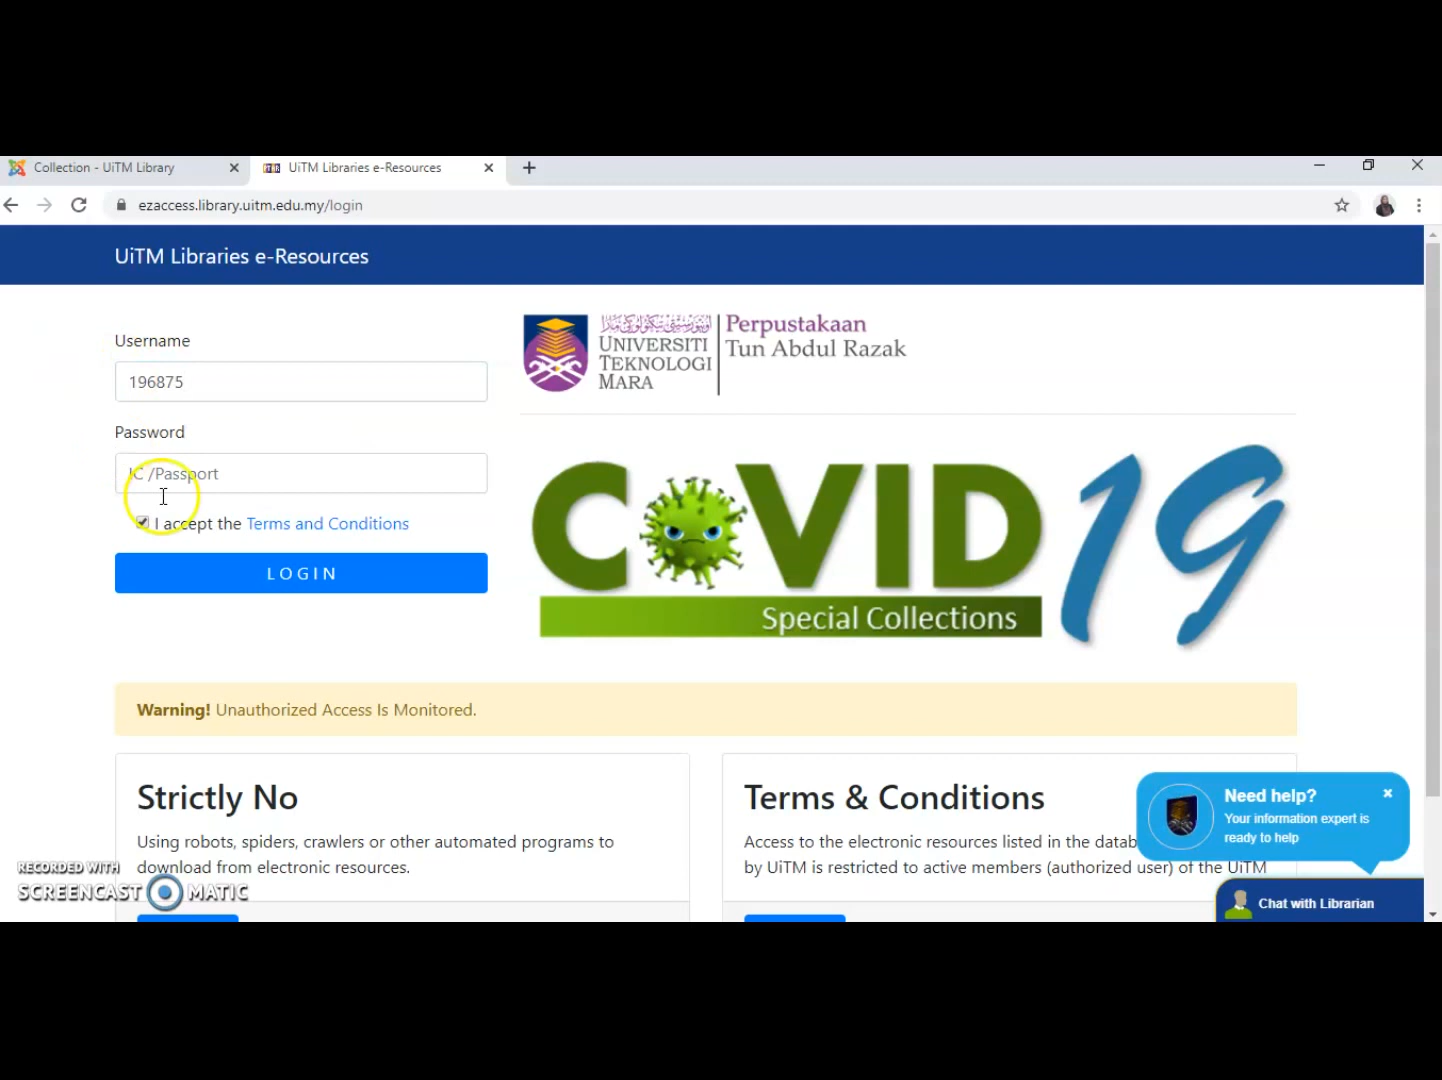 Collection - UiTM Library
UiTM Libraries e-Resources
ezaccess.library.uitm.edu.my/login
UiTM Libraries e-Resources
Username
196875
Password
IC /Passport
I accept the Terms and Conditions
LOGIN
UNIVERSITI
TEKNOLOGI
MARA
Perpustakaan
Tun Abdul Razak
COVID 19
Special Collections
Warning! Unauthorized Access Is Monitored.
Strictly No
Using robots, spiders, crawlers or other automated programs to
download from electronic resources.
Terms & Conditions
Access to the electronic resources listed in the datab
by UiTM is restricted to active members (authorized user) of the UiTM
Need help?
Your information expert is
ready to help
Chat with Librarian
RECORDED WITH
SCREENCAST MATIC